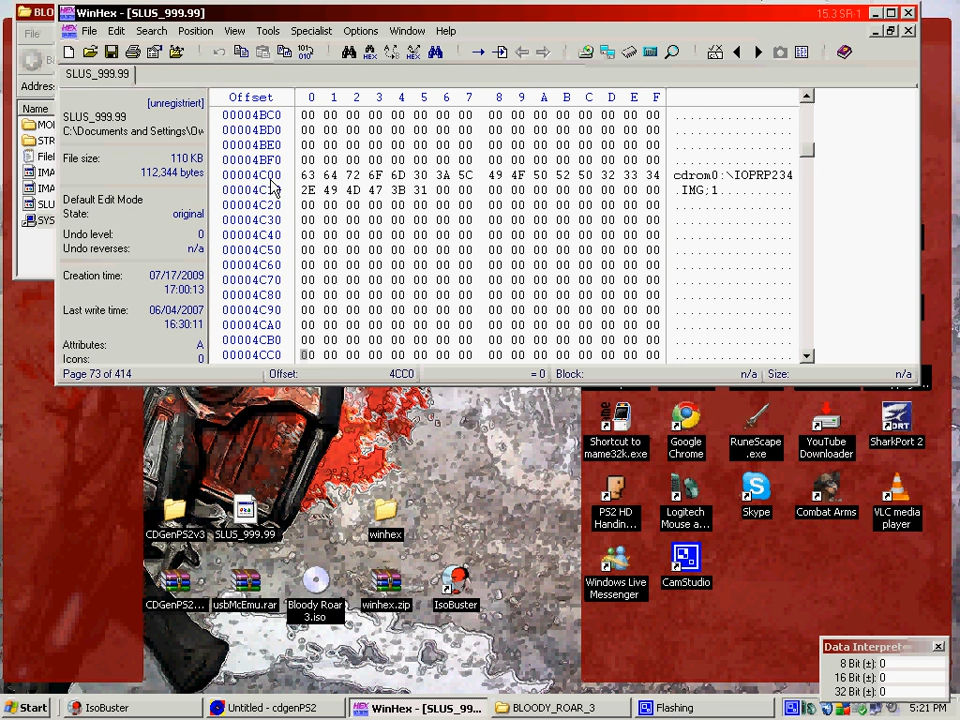 BLO
WinHex - [SLUS_999.99]
15.3 SR-1
File Edit Search Position View Tools Specialist Options Window Help
SLUS_999.99
[unregistriert]
SLUS_999.99
C:\Documents and Settings\Ow
File size: 110 KB
112,344 bytes
Default Edit Mode
State: original
Undo level: 0
Undo reverses: n/a
Creation time: 07/17/2009
17:00:13
Last write time: 06/04/2007
16:30:11
Attributes: A
Icons: 0
File
Address
Name
MO
STR
Filel
IMA
IMA
SLU
SYS
Offset 0 1 2 3 4 5 6 7 8 9 A B C D E F
00004BC0 00 00 00 00 00 00 00 00 00 00 00 00 00 00 00 00 ................
00004BD0 00 00 00 00 00 00 00 00 00 00 00 00 00 00 00 00 ................
00004BE0 00 00 00 00 00 00 00 00 00 00 00 00 00 00 00 00 ................
00004BF0 00 00 00 00 00 00 00 00 00 00 00 00 00 00 00 00 ................
00004C00 63 64 72 6F 6D 30 3A 5C 49 4F 50 52 50 32 33 34 cdrom0:\IOPRP234
00004C10 2E 49 4D 47 3B 31 00 00 00 00 00 00 00 00 00 00 .IMG;1..........
00004C20 00 00 00 00 00 00 00 00 00 00 00 00 00 00 00 00 ................
00004C30 00 00 00 00 00 00 00 00 00 00 00 00 00 00 00 00 ................
00004C40 00 00 00 00 00 00 00 00 00 00 00 00 00 00 00 00 ................
00004C50 00 00 00 00 00 00 00 00 00 00 00 00 00 00 00 00 ................
00004C60 00 00 00 00 00 00 00 00 00 00 00 00 00 00 00 00 ................
00004C70 00 00 00 00 00 00 00 00 00 00 00 00 00 00 00 00 ................
00004C80 00 00 00 00 00 00 00 00 00 00 00 00 00 00 00 00 ................
00004C90 00 00 00 00 00 00 00 00 00 00 00 00 00 00 00 00 ................
00004CA0 00 00 00 00 00 00 00 00 00 00 00 00 00 00 00 00 ................
00004CB0 00 00 00 00 00 00 00 00 00 00 00 00 00 00 00 00 ................
00004CC0 00 00 00 00 00 00 00 00 00 00 00 00 00 00 00 00 ................
Page 73 of 414 Offset: 4CC0 = 0 Block: n/a Size: n/a
Shortcut to mame32k.exe
Google Chrome
RuneScape .exe
YouTube Downloader
SharkPort 2
PS2 HD Handin...
Logitech Mouse a...
Skype
Combat Arms
VLC media player
Windows Live Messenger
CamStudio
CDGenPS2v3
SLUS_999.99
winhex
CDGenPS2...
usbMcEmu.rar
Bloody Roar 3.iso
winhex.zip
IsoBuster
Data Interprete
8 Bit (±): 0
16 Bit (±): 0
32 Bit (±): 0
Start
IsoBuster
Untitled - cdgenPS2
WinHex - [SLUS_99...
BLOODY_ROAR_3
Flashing
5:21 PM